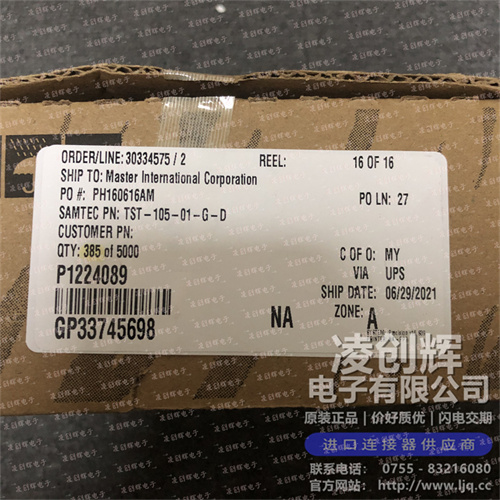 ORDER/LINE: 30334575 / 2 REEL: 16 OF 16
SHIP TO: Master International Corporation
PO #: PH160616AM PO LN: 27
SAMTEC PN: TST-105-01-G-D
CUSTOMER PN:
QTY: 385 of 5000 C OF O: MY
P1224089 VIA UPS
SHIP DATE: 06/29/2021
GP33745698 NA ZONE: A
凌创辉
电子有限公司
原装正品 | 价好质优 | 闪电交期
进口连接器供应商
联系电话: 0755 - 83216080
官方网站: http://www.ljq.cc